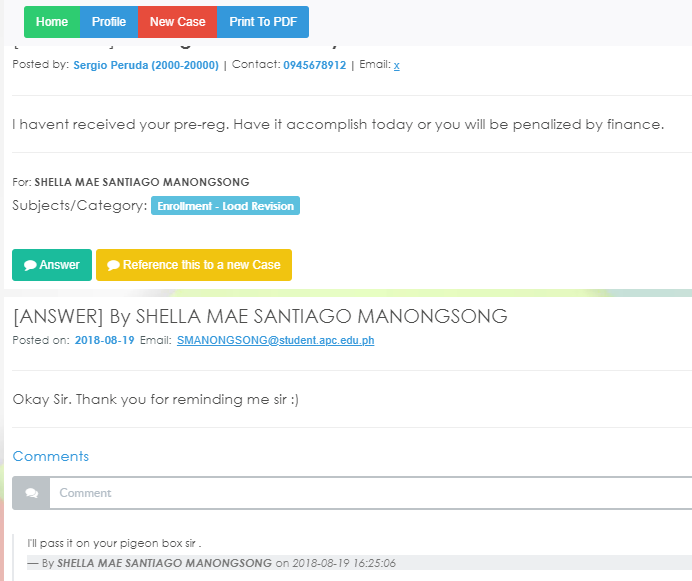 Home Profile New Case Print To PDF
Posted by: Sergio Peruda (2000-20000) | Contact: 0945678912 | Email: x
I havent received your pre-reg. Have it accomplish today or you will be penalized by finance.
For: SHELLA MAE SANTIAGO MANONGSONG
Subjects/Category: Enrollment - Load Revision
Answer Reference this to a new Case
[ANSWER] By SHELLA MAE SANTIAGO MANONGSONG
Posted on: 2018-08-19 Email: SMANONGSONG@student.apc.edu.ph
Okay Sir. Thank you for reminding me sir :)
Comments
Comment
I'll pass it on your pigeon box sir .
— By SHELLA MAE SANTIAGO MANONGSONG on 2018-08-19 16:25:06